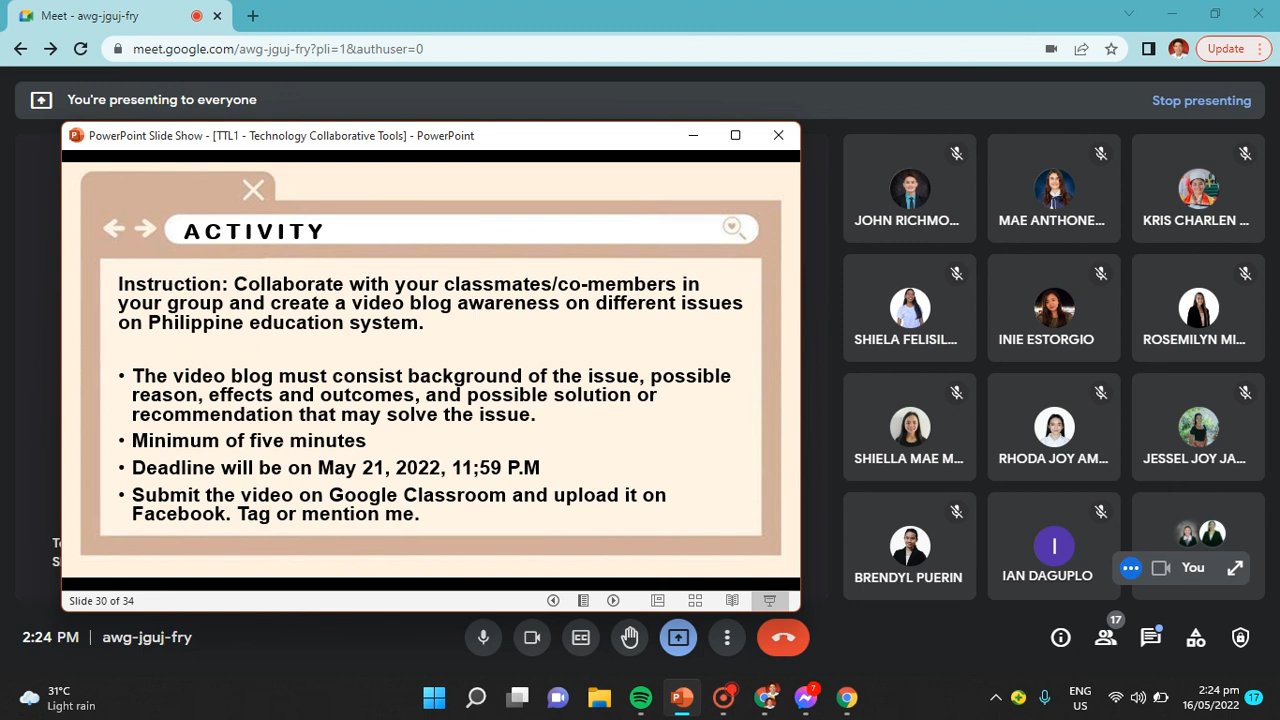 Meet - awg-jguj-fry
meet.google.com/awg-jguj-fry?pli=1&authuser=0
Update
You're presenting to everyone
Stop presenting
PowerPoint Slide Show - [TTL1 - Technology Collaborative Tools] - PowerPoint
ACTIVITY
Instruction: Collaborate with your classmates/co-members in
your group and create a video blog awareness on different issues
on Philippine education system.
• The video blog must consist background of the issue, possible
reason, effects and outcomes, and possible solution or
recommendation that may solve the issue.
• Minimum of five minutes
• Deadline will be on May 21, 2022, 11;59 P.M
• Submit the video on Google Classroom and upload it on
Facebook. Tag or mention me.
Slide 30 of 34
JOHN RICHMO...
MAE ANTHONE...
KRIS CHARLEN ...
SHIELA FELISIL...
INIE ESTORGIO
ROSEMILYN MI...
SHIELLA MAE M...
RHODA JOY AM...
JESSEL JOY JA...
BRENDYL PUERIN
I
IAN DAGUPLO
You
2:24 PM | awg-jguj-fry
17
31°C
Light rain
7
ENG
US
2:24 pm
16/05/2022
17